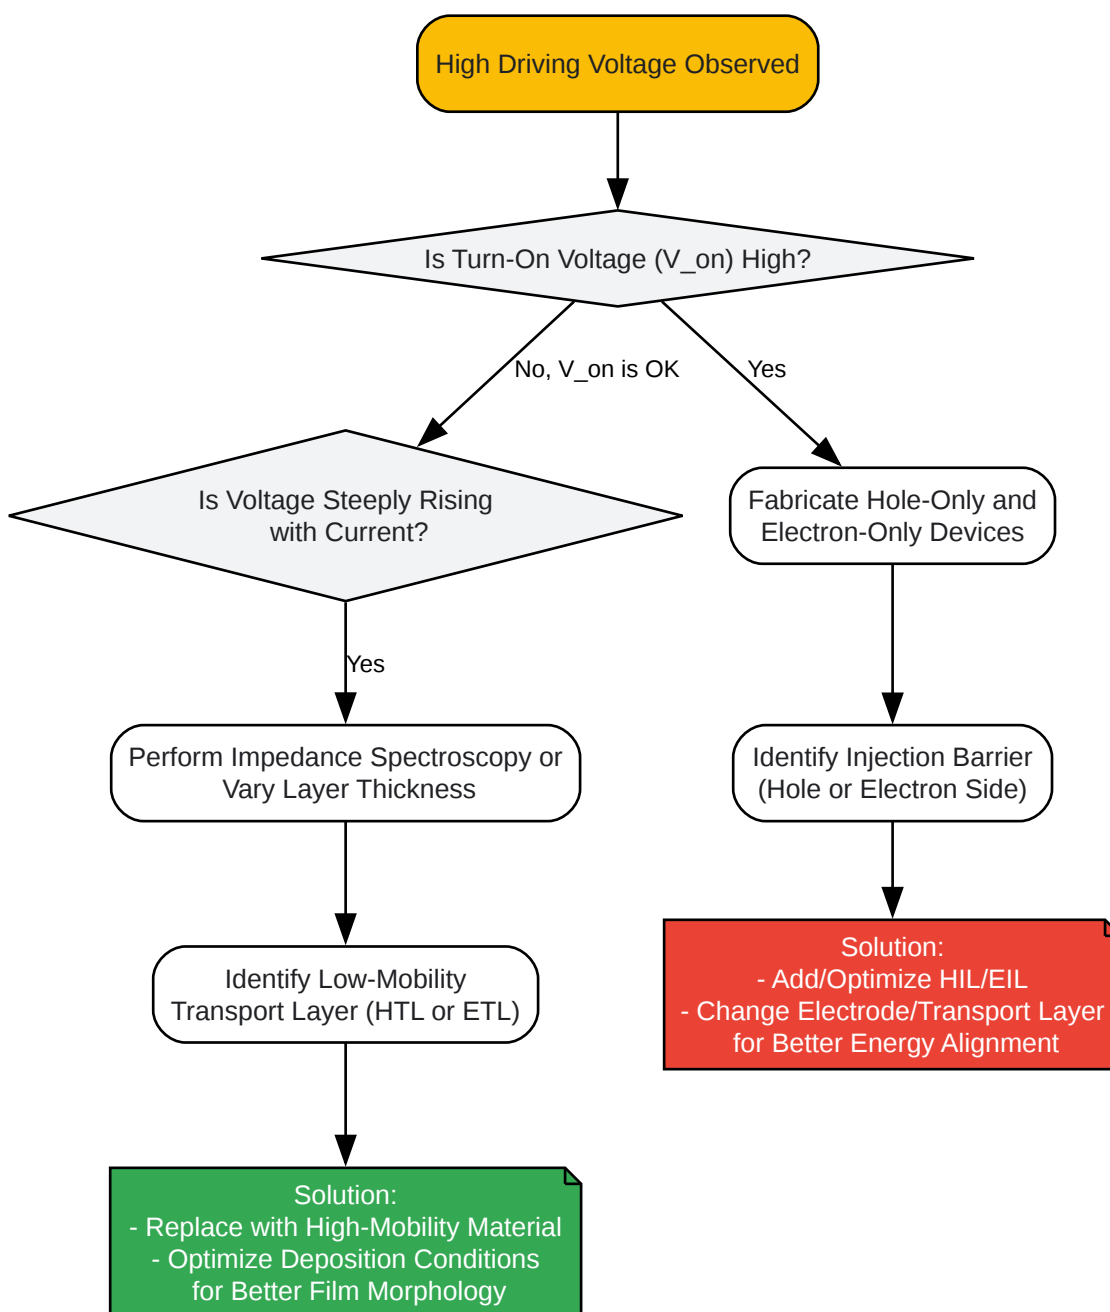 High Driving Voltage Observed
Is Turn-On Voltage (V_on) High?
No, V_on is OK
Yes
Is Voltage Steeply Rising
with Current?
Fabricate Hole-Only and
Electron-Only Devices
Yes
Perform Impedance Spectroscopy or
Vary Layer Thickness
Identify Injection Barrier
(Hole or Electron Side)
Identify Low-Mobility
Transport Layer (HTL or ETL)
Solution:
- Add/Optimize HIL/EIL
- Change Electrode/Transport Layer
for Better Energy Alignment
Solution:
- Replace with High-Mobility Material
- Optimize Deposition Conditions
for Better Film Morphology